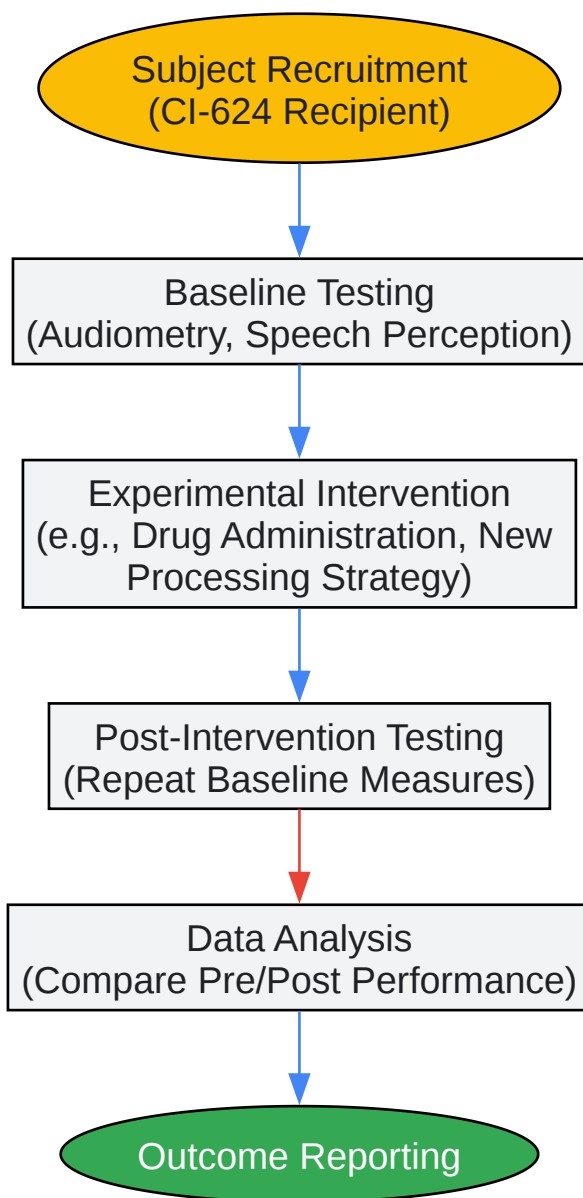 Subject Recruitment
(CI-624 Recipient)
Baseline Testing
(Audiometry, Speech Perception)
Experimental Intervention
(e.g., Drug Administration, New
Processing Strategy)
Post-Intervention Testing
(Repeat Baseline Measures)
Data Analysis
(Compare Pre/Post Performance)
Outcome Reporting